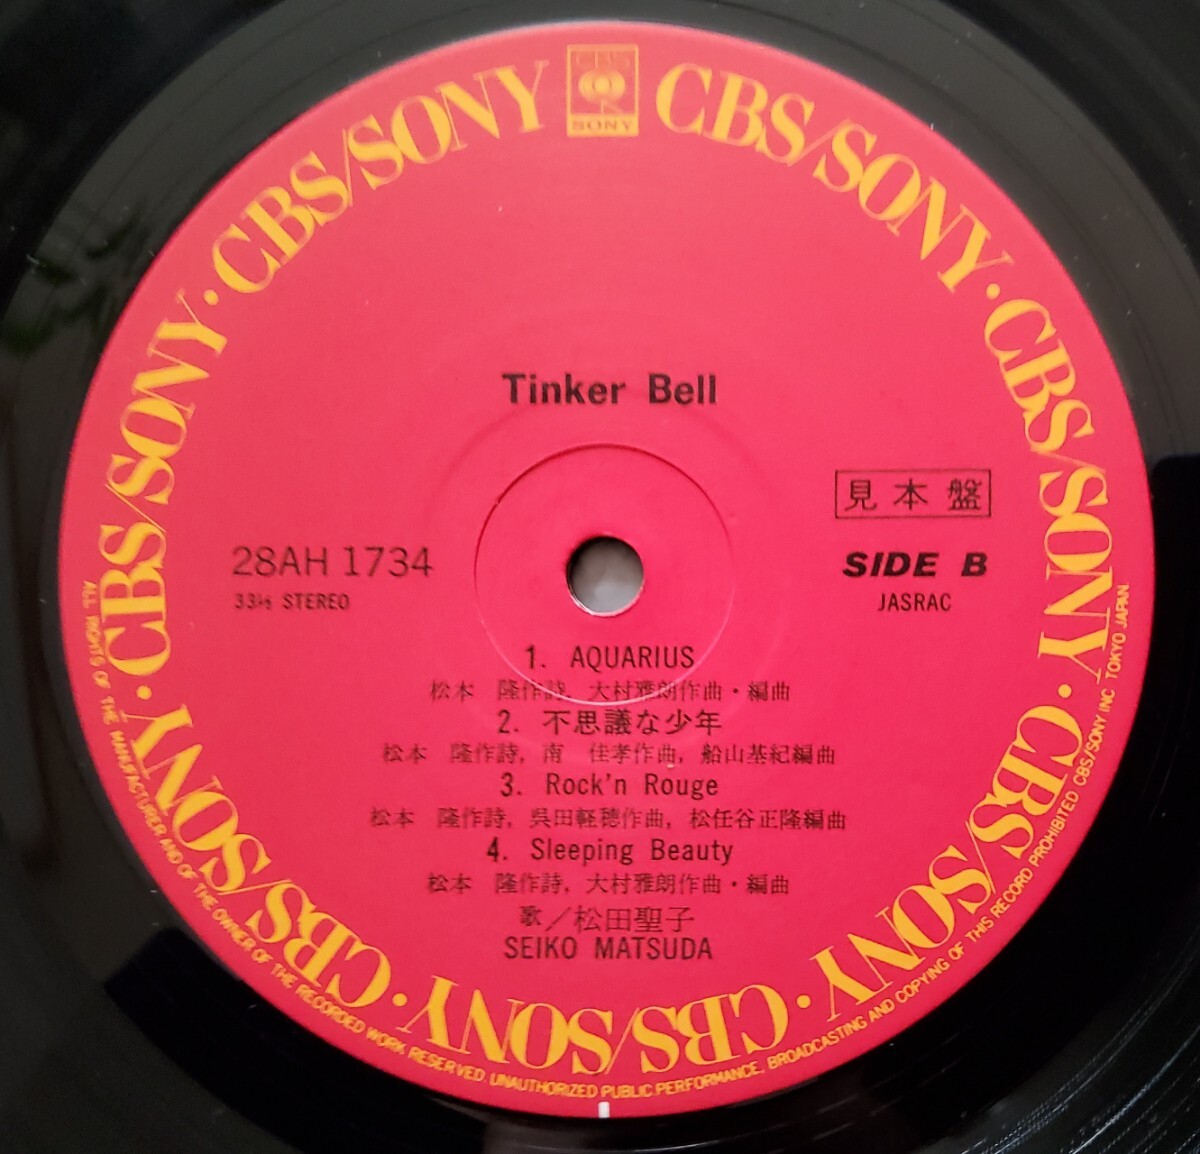 CBS
SONY
CBS/SONY · CBS/SONY · CBS/SONY · CBS/SONY · CBS/SONY · CBS/SONY · CBS/SONY · CBS/SONY
Tinker Bell
見本盤
28AH 1734
33⅓ STEREO
SIDE B
JASRAC
1. AQUARIUS
松本 隆作詩, 大村雅朗作曲・編曲
2. 不思議な少年
松本 隆作詩, 南 佳孝作曲, 船山基紀編曲
3. Rock'n Rouge
松本 隆作詩, 呉田軽穂作曲, 松任谷正隆編曲
4. Sleeping Beauty
松本 隆作詩, 大村雅朗作曲・編曲
歌/松田聖子
SEIKO MATSUDA
ALL RIGHTS OF THE MANUFACTURER AND OF THE OWNER OF THE RECORDED WORK RESERVED. UNAUTHORIZED PUBLIC PERFORMANCE, BROADCASTING AND COPYING OF THIS RECORD PROHIBITED CBS/SONY INC. TOKYO JAPAN